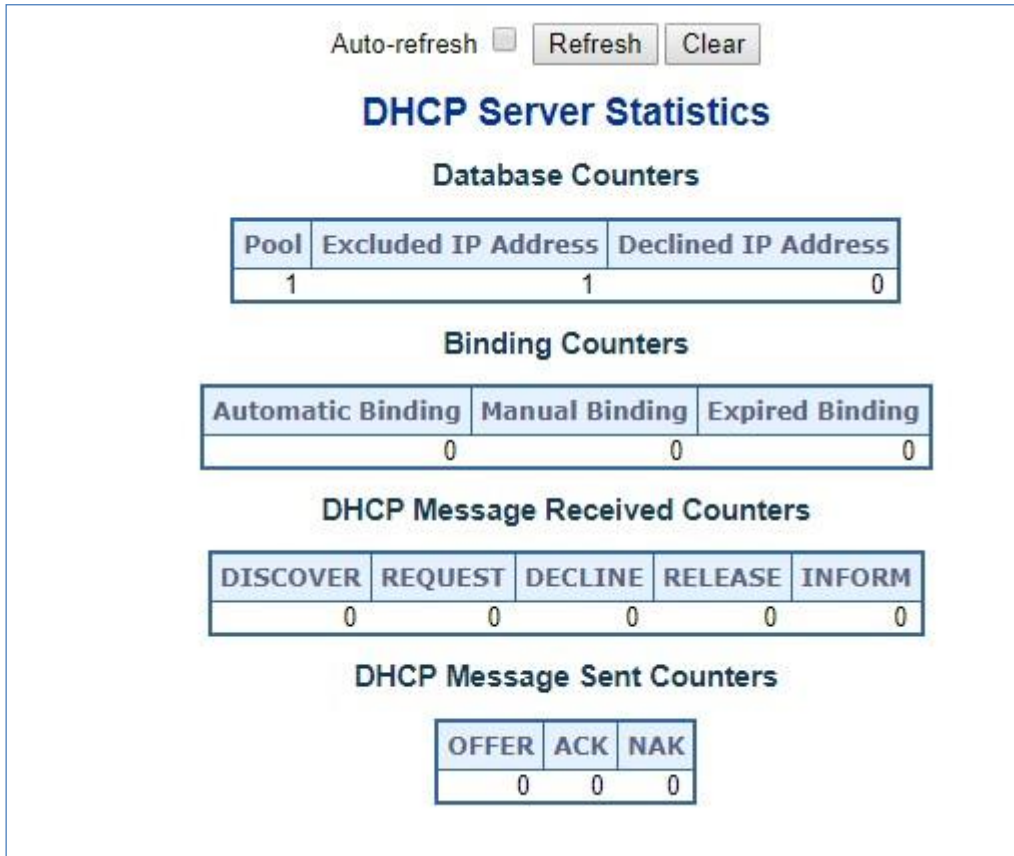 Auto-refresh Refresh Clear
DHCP Server Statistics
Database Counters
Pool Excluded IP Address Declined IP Address
1 1 0
Binding Counters
Automatic Binding Manual Binding Expired Binding
0 0 0
DHCP Message Received Counters
DISCOVER REQUEST DECLINE RELEASE INFORM
0 0 0 0 0
DHCP Message Sent Counters
OFFER ACK NAK
0 0 0